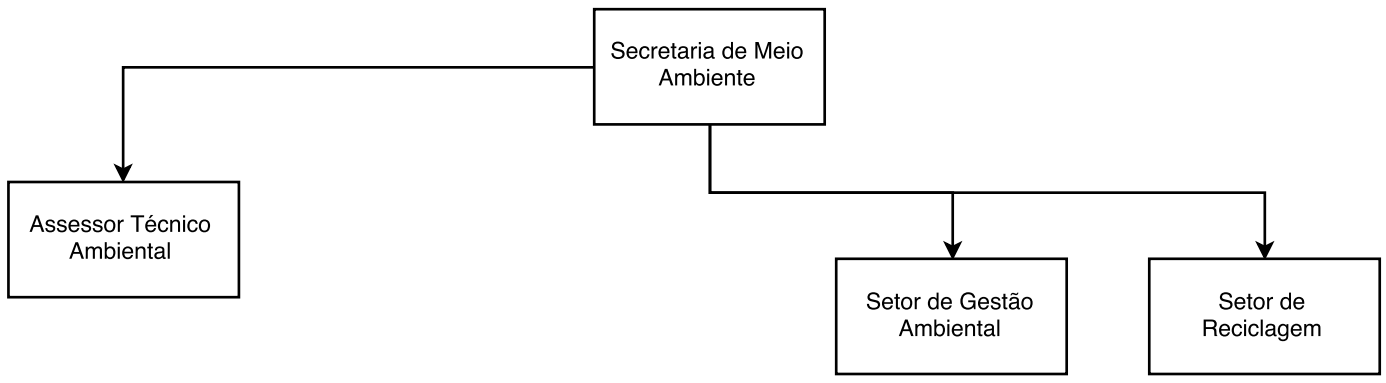 Secretaria de Meio
Ambiente
Assessor Técnico
Ambiental
Setor de Gestão
Ambiental
Setor de
Reciclagem